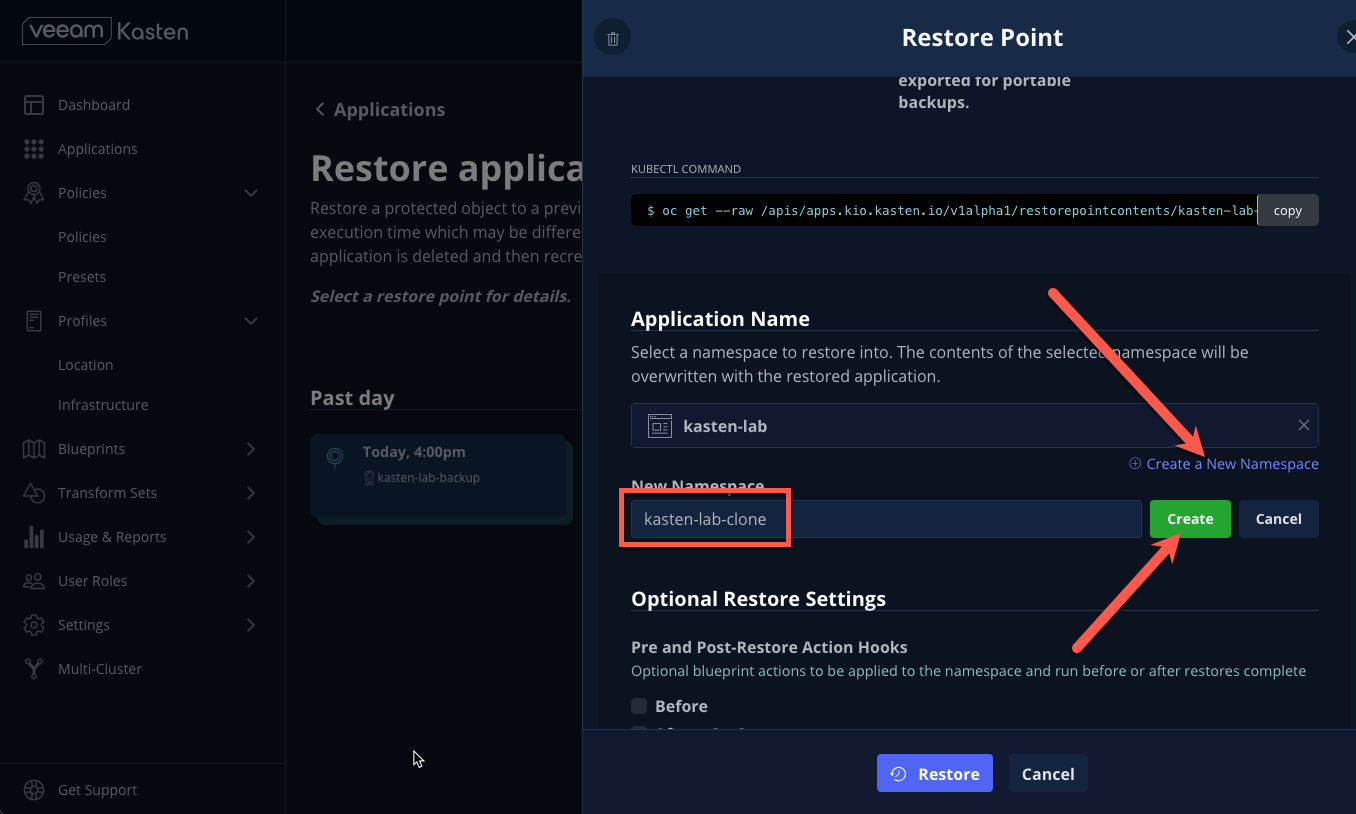 veeam Kasten
Dashboard
Applications
Policies
Policies
Presets
Profiles
Location
Infrastructure
Blueprints
Transform Sets
Usage & Reports
User Roles
Settings
Multi-Cluster
Get Support
Applications
Restore applica
Restore a protected object to a previ
execution time which may be differe
application is deleted and then recre
Select a restore point for details.
Past day
Today, 4:00pm
kasten-lab-backup
Restore Point
exported for portable
backups.
KUBECTL COMMAND
$ oc get --raw /apis/apps.kio.kasten.io/v1alpha1/restorepointcontents/kasten-lab-
copy
Application Name
Select a namespace to restore into. The contents of the selected namespace will be
overwritten with the restored application.
kasten-lab
Create a New Namespace
New Namespace
kasten-lab-clone
Create
Cancel
Optional Restore Settings
Pre and Post-Restore Action Hooks
Optional blueprint actions to be applied to the namespace and run before or after restores complete
Before
Restore
Cancel